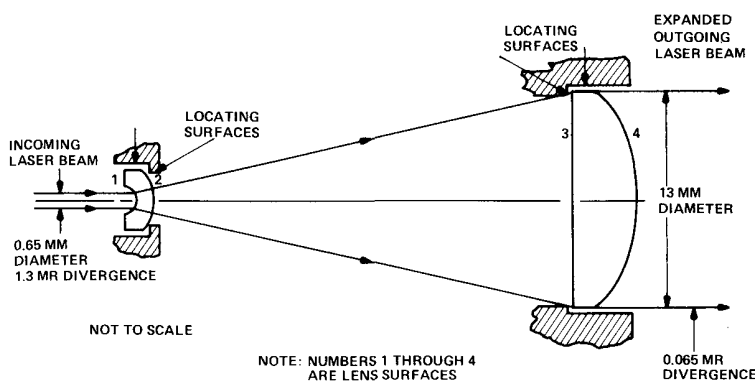 EXPANDED
OUTGOING
LASER BEAM
LOCATING
SURFACES
LOCATING
SURFACES
INCOMING
LASER BEAM
1
2
3
4
13 MM
DIAMETER
0.65 MM
DIAMETER
1.3 MR DIVERGENCE
NOT TO SCALE
NOTE: NUMBERS 1 THROUGH 4
ARE LENS SURFACES
0.065 MR
DIVERGENCE